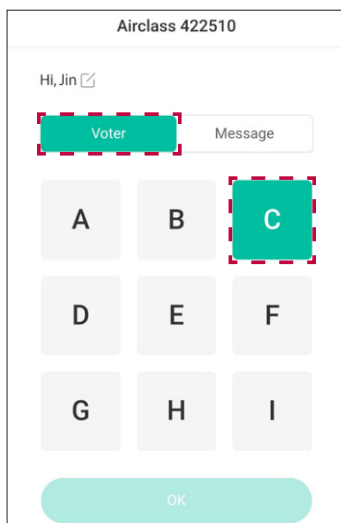 Airclass 422510
Hi, Jin
Voter Message
A B C
D E F
G H I
OK